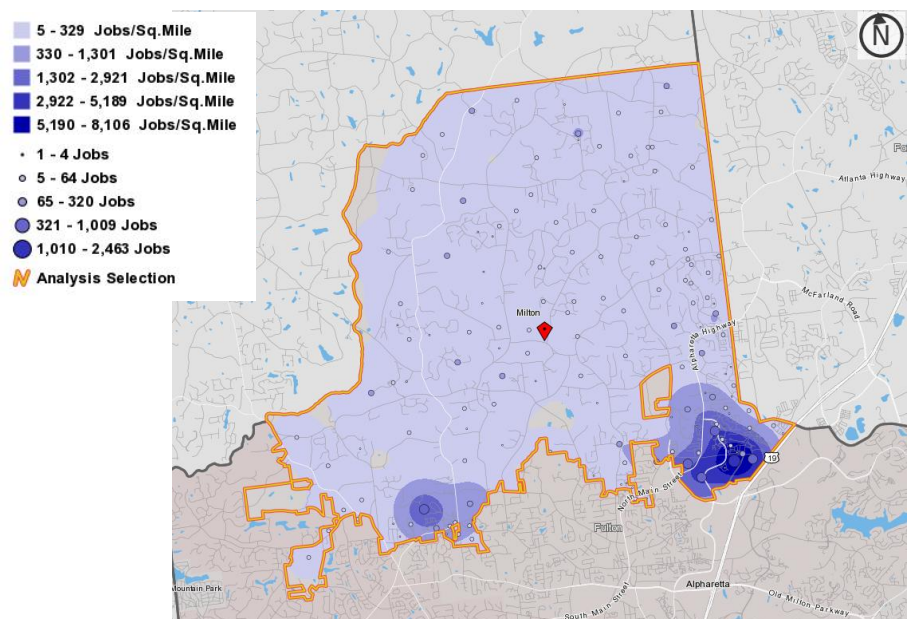 5 - 329 Jobs/Sq.Mile
330 - 1,301 Jobs/Sq.Mile
1,302 - 2,921 Jobs/Sq.Mile
2,922 - 5,189 Jobs/Sq.Mile
5,190 - 8,106 Jobs/Sq.Mile
1 - 4 Jobs
5 - 64 Jobs
65 - 320 Jobs
321 - 1,009 Jobs
1,010 - 2,463 Jobs
Analysis Selection
N
Fo
Atlanta Highway
McFarland Road
Milton
Alpharetta Highway
19
North Main Street
Fulton
Mountain Park
Alpharetta
Old Milton Parkway
South Main Street